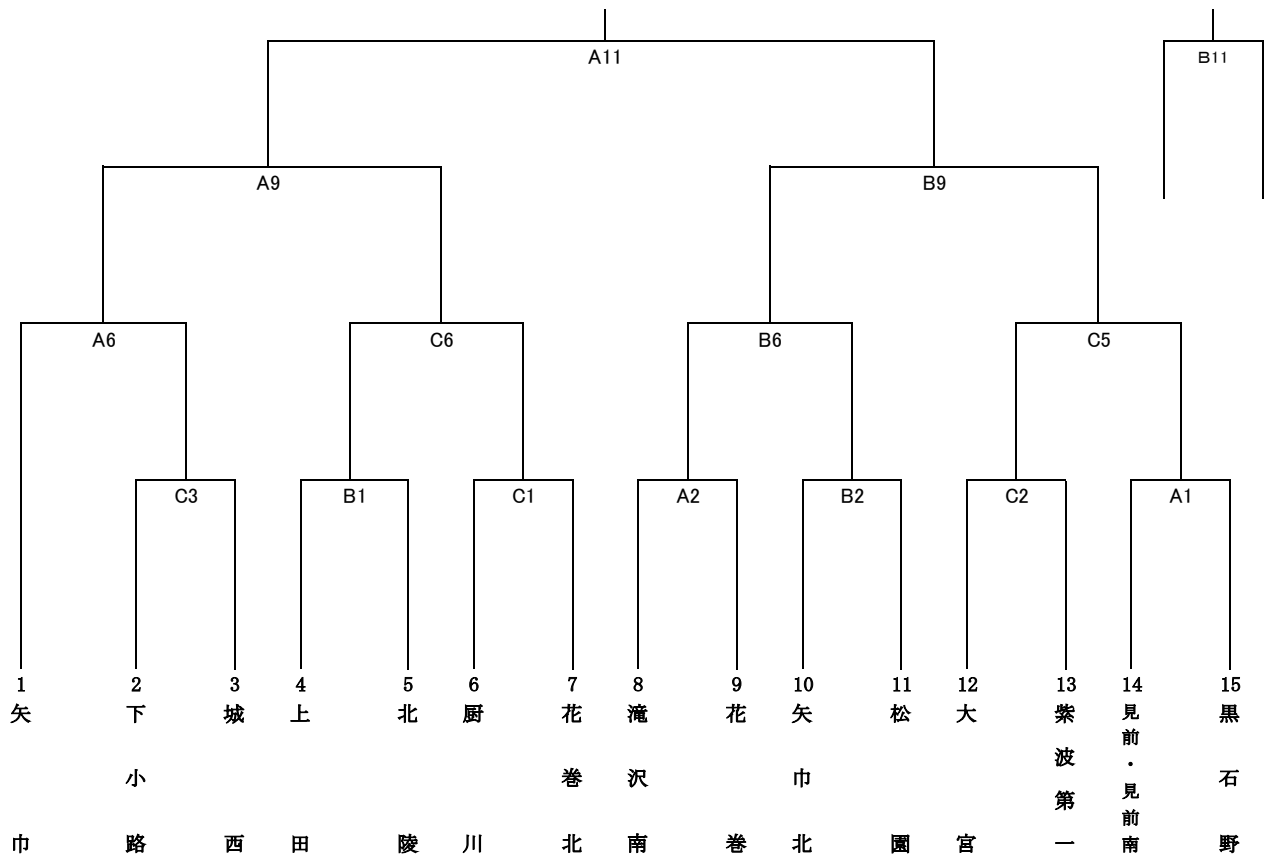 A11
B11
A9
B9
A6
C6
B6
C5
C3
B1
C1
A2
B2
C2
A1
1
矢巾
2
下小路
3
城西
4
上田
5
北陵
6
厨川
7
花巻北
8
滝沢南
9
花巻
10
矢巾北
11
松園
12
大宮
13
紫波第一
14
見前・見前南
15
黒石野